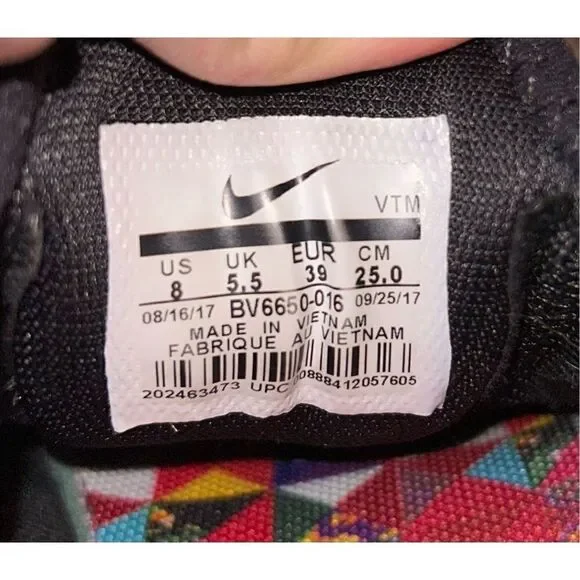 VTM
US UK EUR CM
8 5.5 39 25.0
08/16/17 BV6650-016 09/25/17
MADE IN VIETNAM
FABRIQUE AU VIETNAM
202463473 UPC 00888412057605